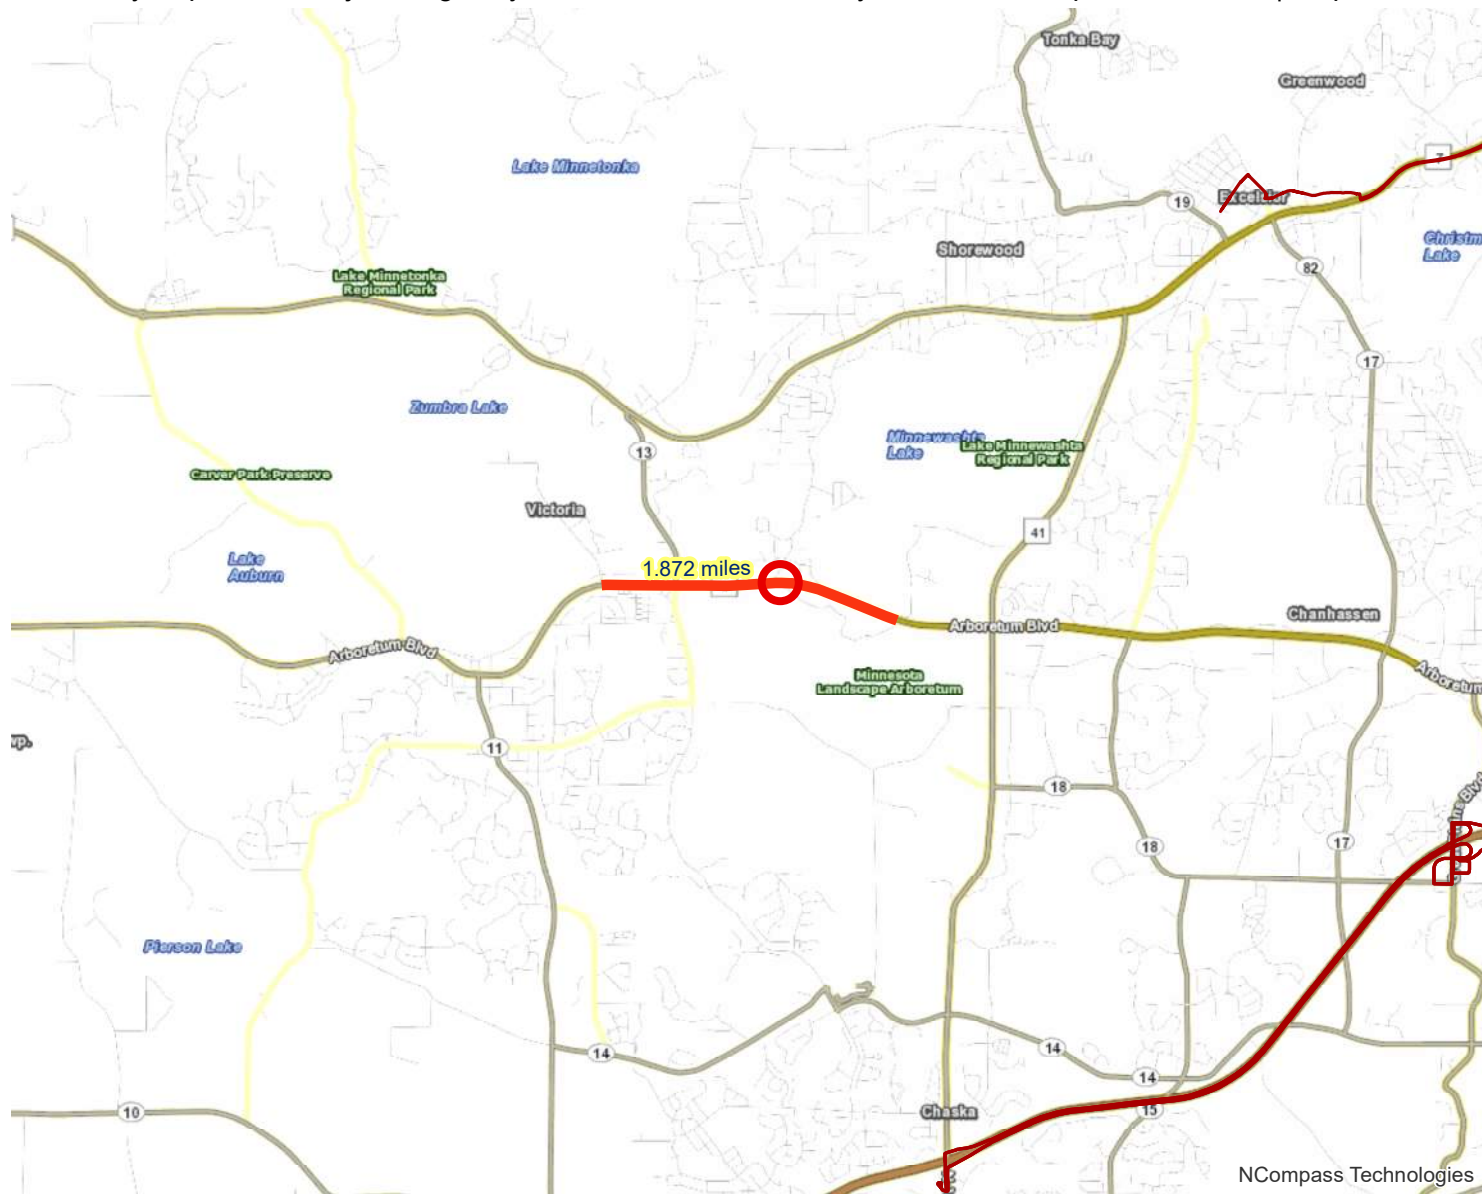 Tonka Bay
Greenwood
Lake Minnetonka
7
19
Excelsior
Shorewood
Lake
82
Lake Minnetonka
Regional Park
17
Zumbra Lake
Minnewashta
Lake
Lake Minnewashta
Regional Park
13
Carver Park Preserve
Victoria
41
Lake
Auburn
1.872 miles
Chanhassen
Arboretum Blvd
Arboretum Blvd
Minnesota
Landscape Arboretum
Arboretum
11
18
18
17
Pierson Lake
14
14
14
10
Chaska
15
NCompass Technologies